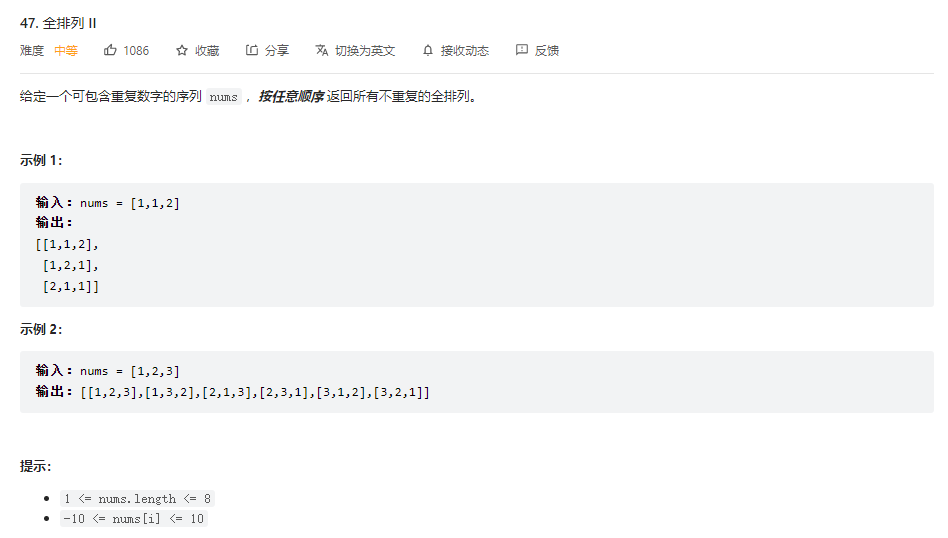 47. 全排列 II
难度 中等 1086 收藏 分享 切换为英文 接收动态 反馈
给定一个可包含重复数字的序列 nums ，按任意顺序 返回所有不重复的全排列。
示例 1：
输入：nums = [1,1,2]
输出：
[[1,1,2],
[1,2,1],
[2,1,1]]
示例 2：
输入：nums = [1,2,3]
输出：[[1,2,3],[1,3,2],[2,1,3],[2,3,1],[3,1,2],[3,2,1]]
提示：
• 1 <= nums.length <= 8
• -10 <= nums[i] <= 10